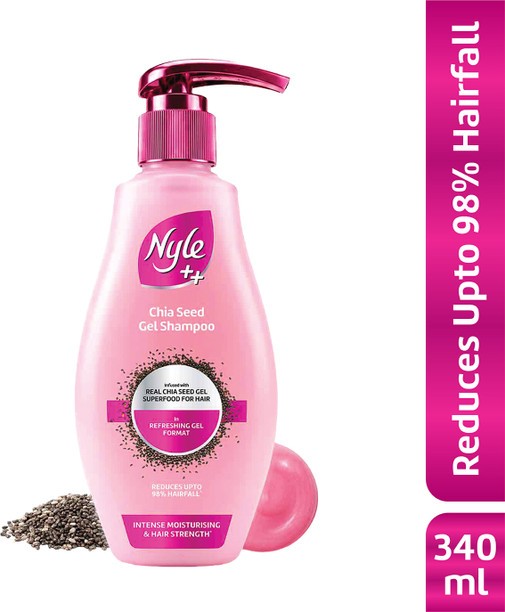 Nyle
++
Chia Seed
Gel Shampoo
Infused with
REAL CHIA SEED GEL
SUPERFOOD FOR HAIR
In
REFRESHING GEL
FORMAT
REDUCES UPTO
98% HAIRFALL*
INTENSE MOISTURISING
& HAIR STRENGTH*
Reduces Upto 98% Hairfall
340
ml